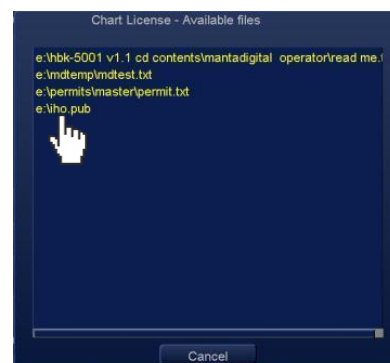 Chart License - Available files
e:\hbk-5001 v1.1 cd contents\mantadigital operator\read me.
e:\mdtemp\mdtest.txt
e:\permits\master\permit.txt
e:\iho.pub
Cancel